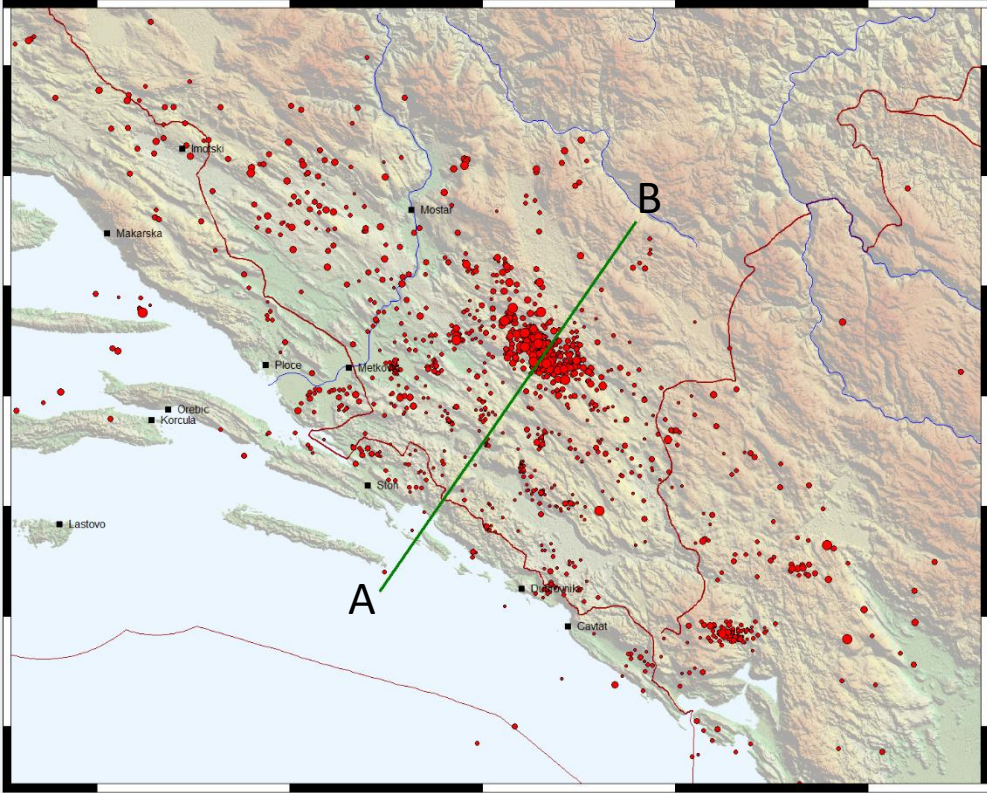 Imotski
Mostar
B
Makarska
Ploce
Metkovic
Orebic
Korcula
Ston
Lastovo
A
Dubrovnik
Cavtat